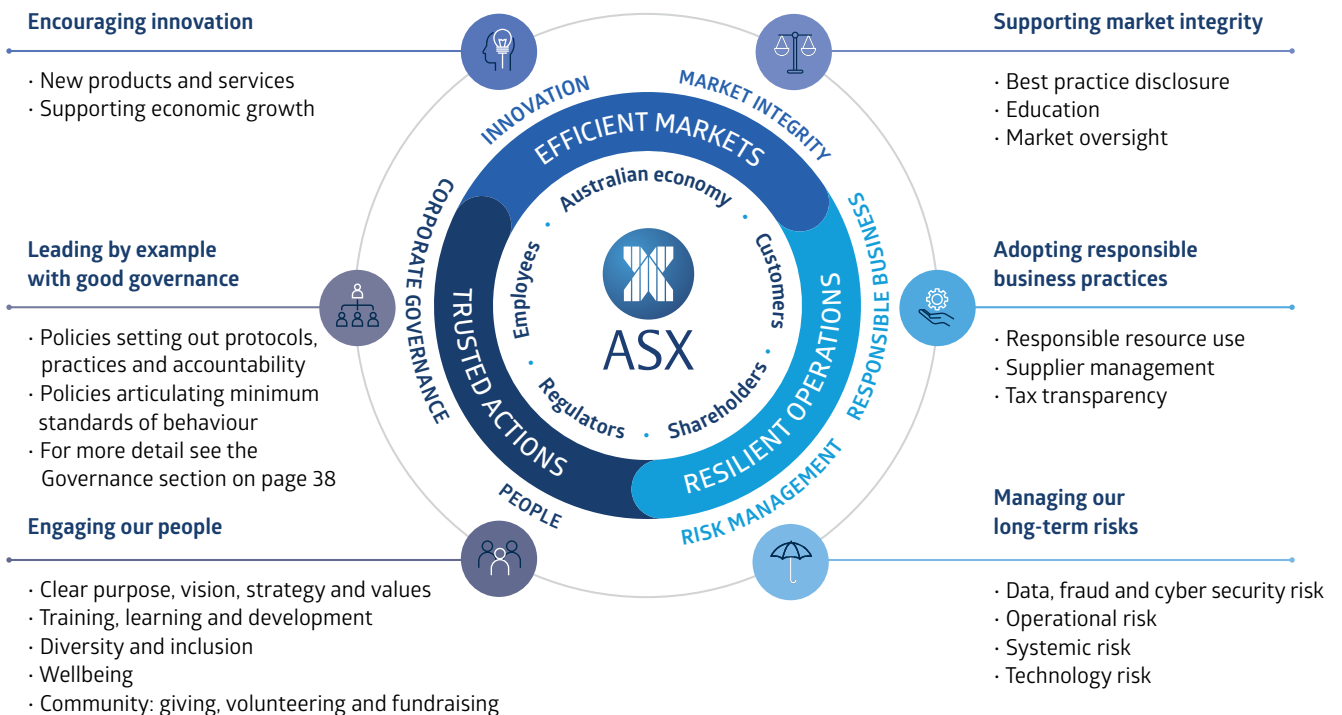 Encouraging innovation
· New products and services
· Supporting economic growth
Leading by example
with good governance
· Policies setting out protocols,
practices and accountability
· Policies articulating minimum
standards of behaviour
· For more detail see the
Governance section on page 38
Engaging our people
· Clear purpose, vision, strategy and values
· Training, learning and development
· Diversity and inclusion
· Wellbeing
· Community: giving, volunteering and fundraising
INNOVATION
MARKET INTEGRITY
CORPORATE GOVERNANCE
RESPONSIBLE BUSINESS
PEOPLE
RISK MANAGEMENT
EFFICIENT MARKETS
TRUSTED ACTIONS
RESILIENT OPERATIONS
Australian economy
·
Customers
·
Shareholders
·
Regulators
·
Employees
·
ASX
Supporting market integrity
· Best practice disclosure
· Education
· Market oversight
Adopting responsible
business practices
· Responsible resource use
· Supplier management
· Tax transparency
Managing our
long-term risks
· Data, fraud and cyber security risk
· Operational risk
· Systemic risk
· Technology risk